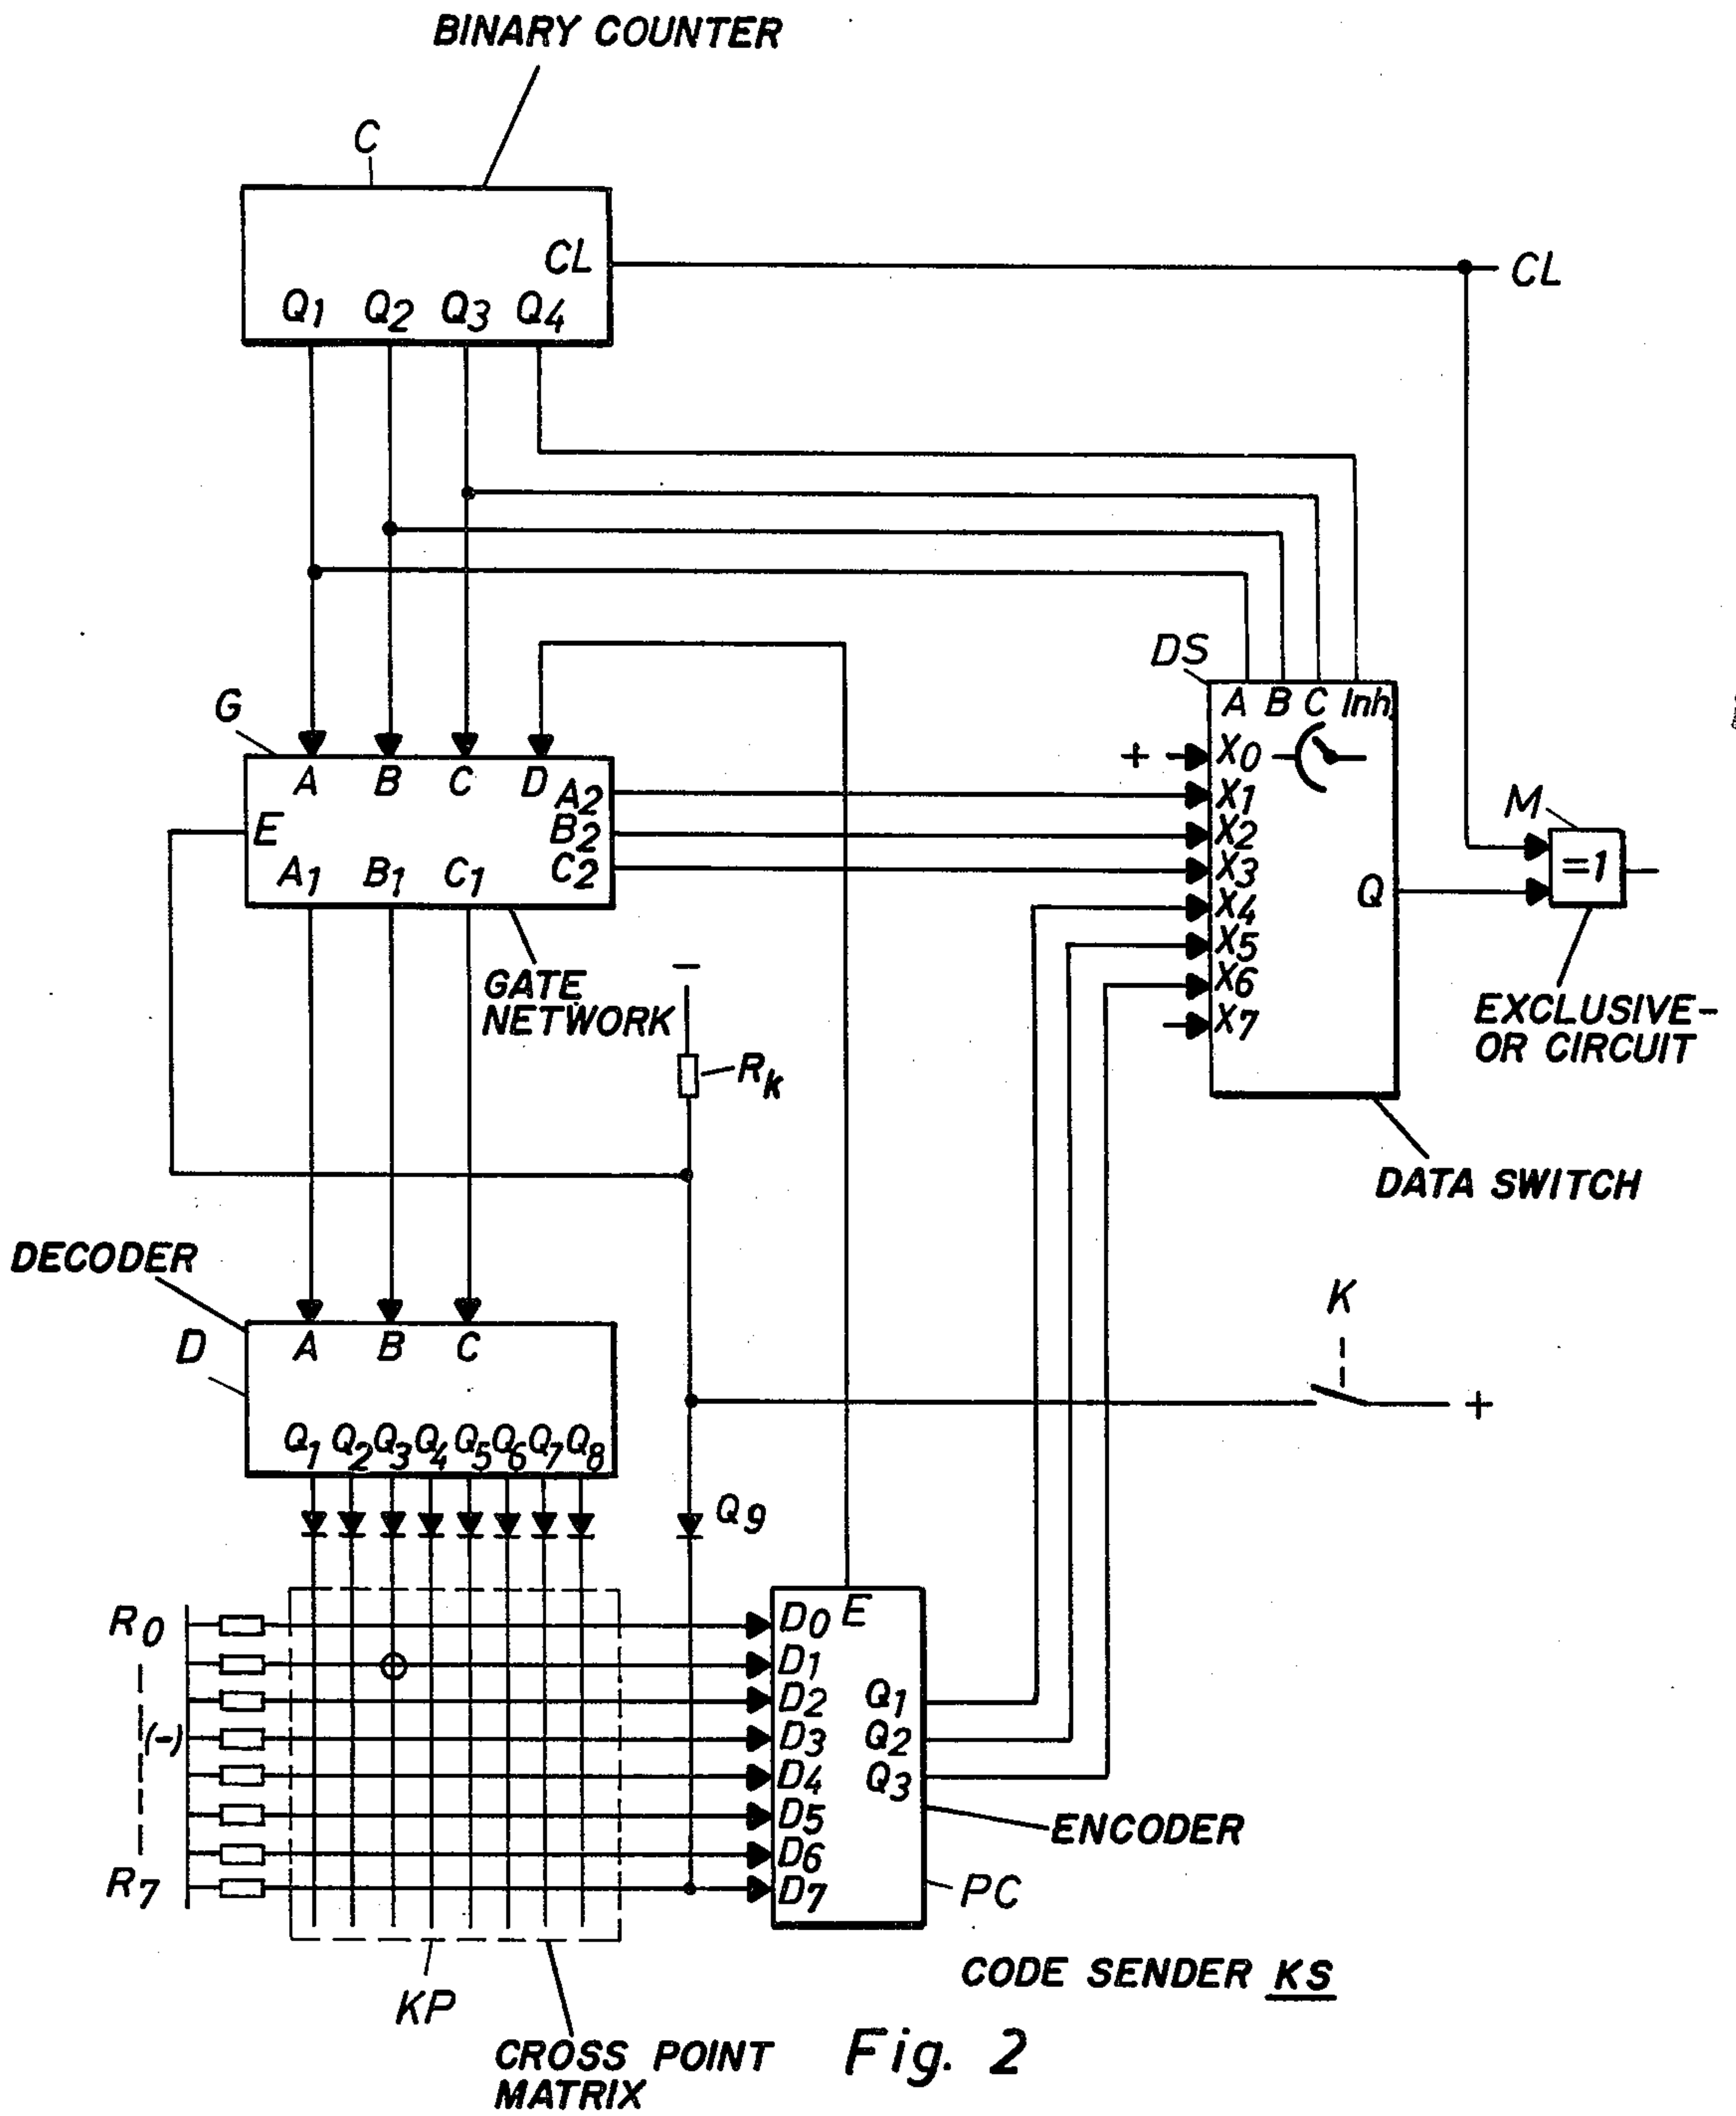 BINARY COUNTER
C
CL
Q1 Q2 Q3 Q4
CL
DS
G
A B C D
A2
B2
C2
E
A1 B1 C1
GATE
NETWORK
A B C Inh
+ X0
X1
X2
X3
X4
X5
X6
X7
Q
M
=1
EXCLUSIVE-
OR CIRCUIT
DATA SWITCH
−
Rk
DECODER
D
A B C
Q1 Q2 Q3 Q4 Q5 Q6 Q7 Q8
K
+
Q9
R0
(-)
R7
D0 E
D1
D2
D3
D4
D5
D6
D7
Q1
Q2
Q3
ENCODER
PC
KP
CROSS POINT
MATRIX
CODE SENDER KS
Fig. 2